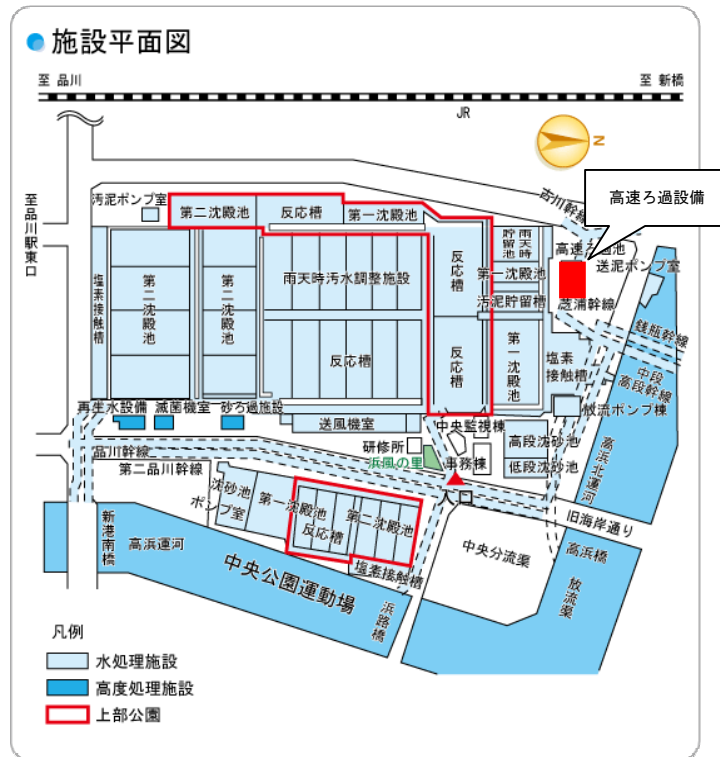 施設平面図
至 品川
至 新橋
JR
N
至品川駅東口
古川幹線
高速ろ過設備
汚泥ポンプ室
第二沈殿池
反応槽
第一沈殿池
雨天時
貯留池
高速ろ過池
送泥ポンプ室
塩素接触槽
第二沈殿池
第二沈殿池
雨天時汚水調整施設
反応槽
第一沈殿池
汚泥貯留槽
芝浦幹線
銭瓶幹線
反応槽
反応槽
第一沈殿池
塩素
接触槽
中段
高段幹線
再生水設備
滅菌機室
砂ろ過施設
送風機室
中央監視棟
放流ポンプ棟
研修所
浜風の里
事務棟
高段沈砂池
低段沈砂池
高浜北運河
品川幹線
第二品川幹線
沈砂池
ポンプ室
第一沈殿池
反応槽
第二沈殿池
旧海岸通り
新港南橋
高浜運河
中央公園運動場
塩素接触槽
浜路橋
中央分流渠
高浜橋
放流渠
凡例
水処理施設
高度処理施設
上部公園